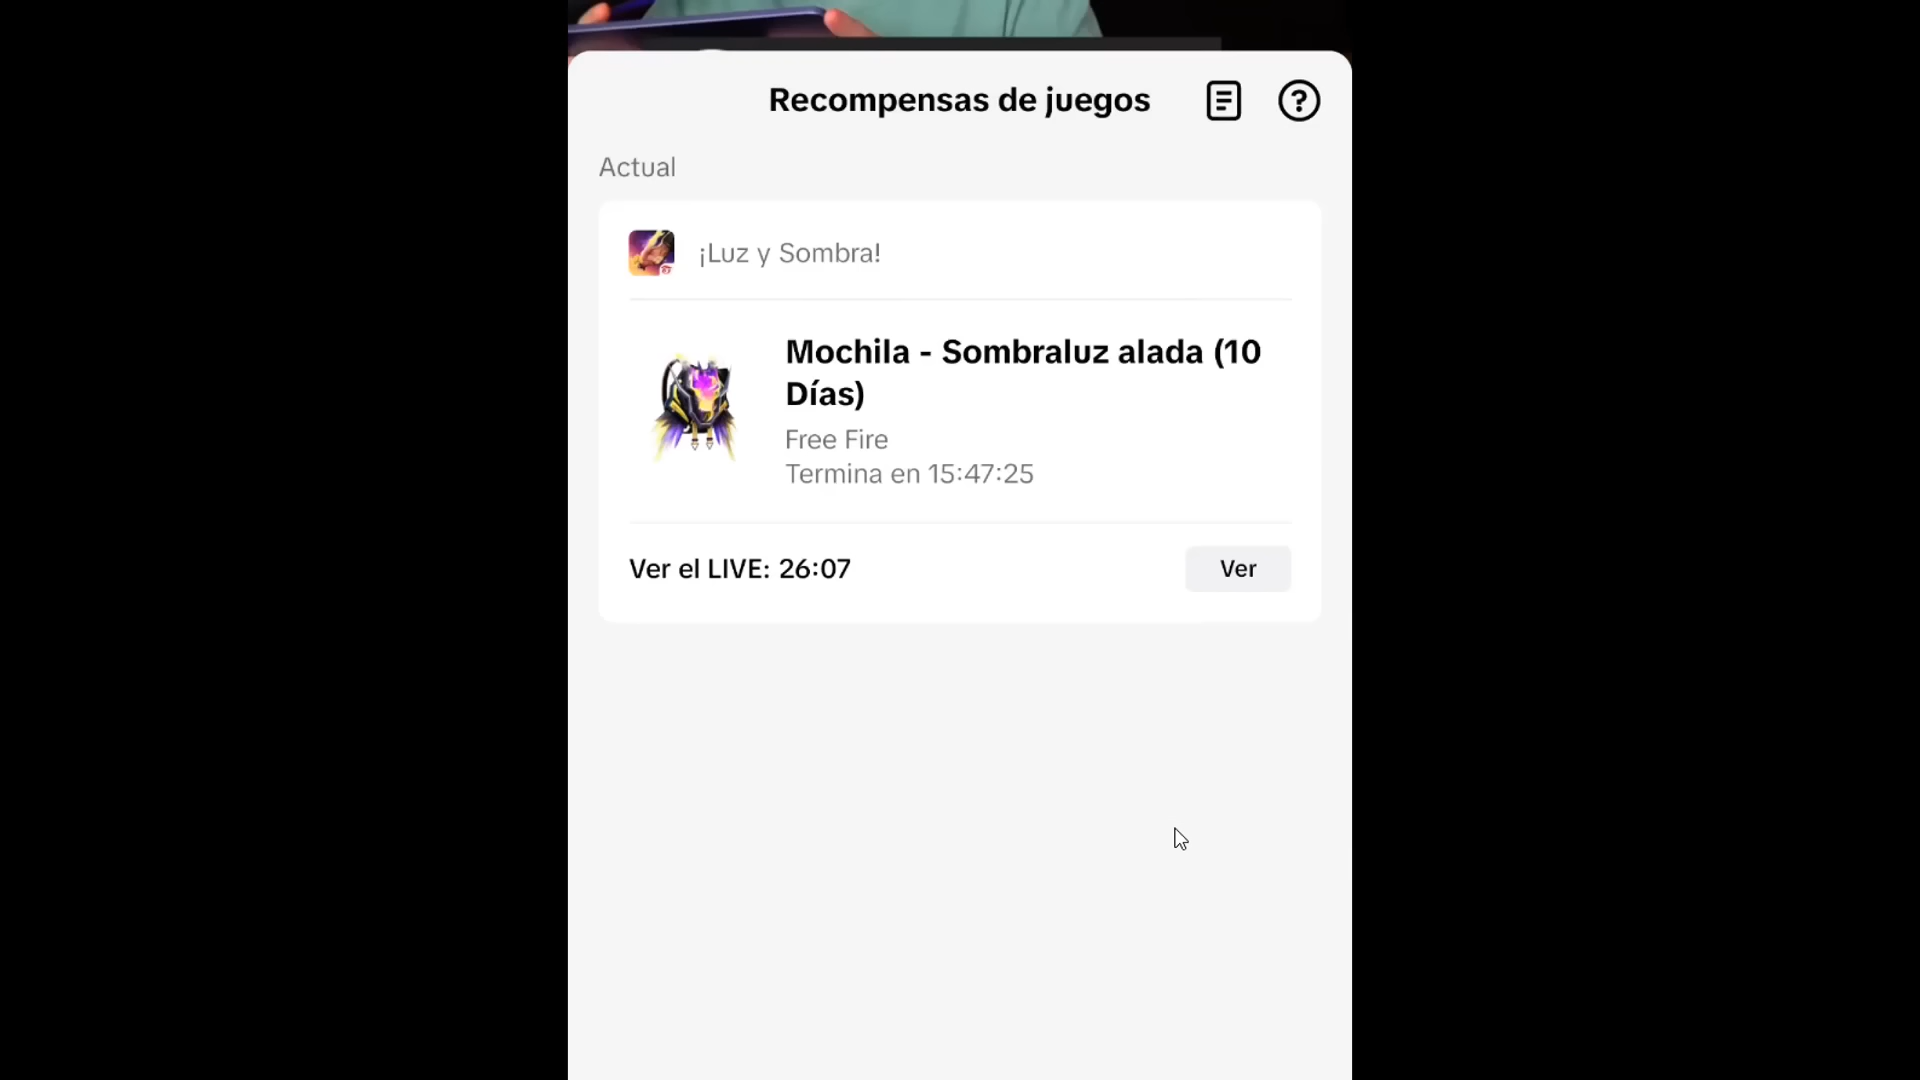 Recompensas de juegos
Actual
¡Luz y Sombra!
Mochila - Sombraluz alada (10
Días)
Free Fire
Termina en 15:47:25
Ver el LIVE: 26:07
Ver